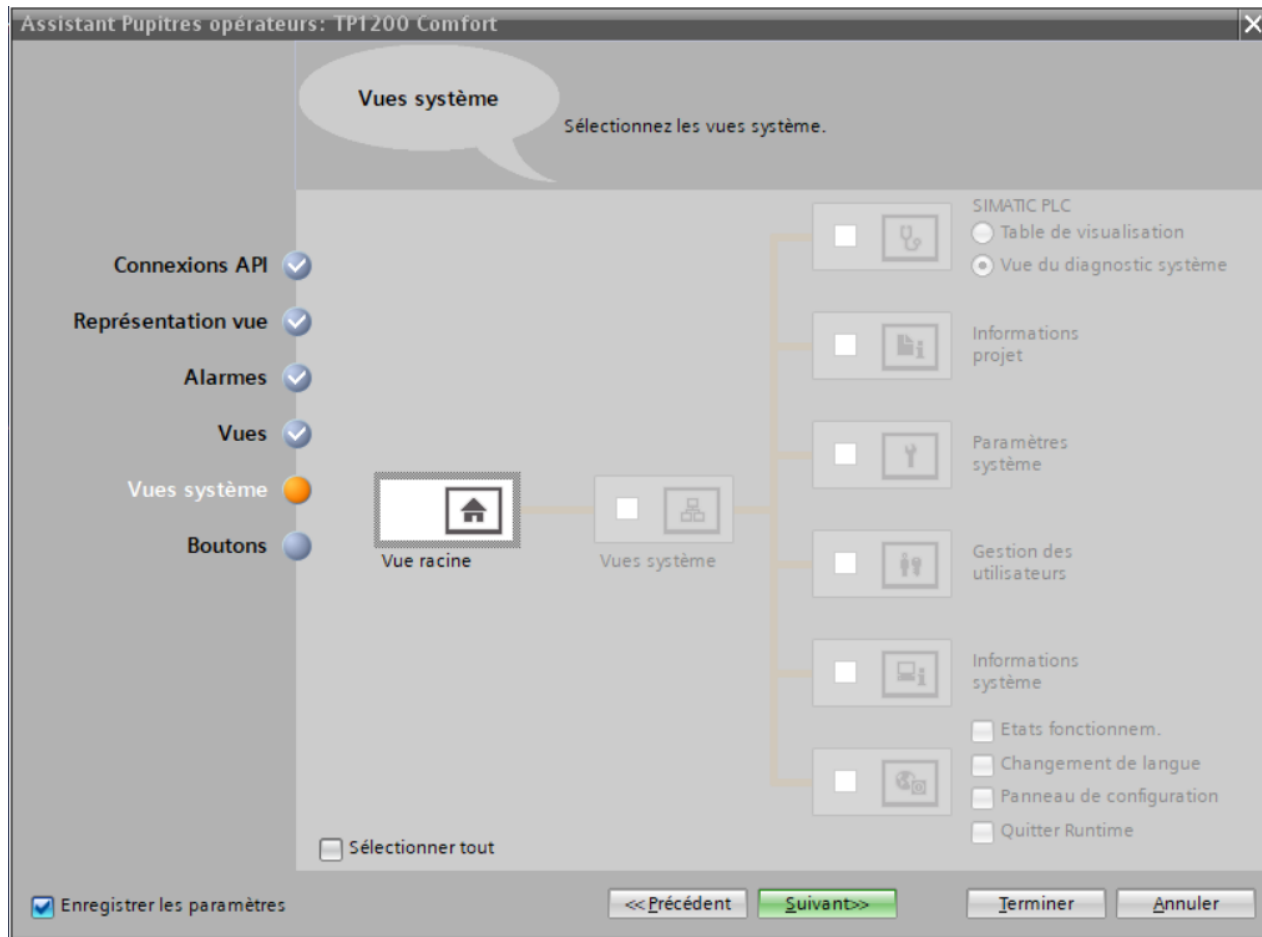 Assistant Pupitres opérateurs: TP1200 Comfort
Vues système
Sélectionnez les vues système.
Connexions API
Représentation vue
Alarmes
Vues
Vues système
Boutons
Vue racine
Vues système
SIMATIC PLC
Table de visualisation
Vue du diagnostic système
Informations
projet
Paramètres
système
Gestion des
utilisateurs
Informations
système
Etats fonctionnem.
Changement de langue
Panneau de configuration
Quitter Runtime
Sélectionner tout
Enregistrer les paramètres
<<Précédent
Suivant>>
Terminer
Annuler